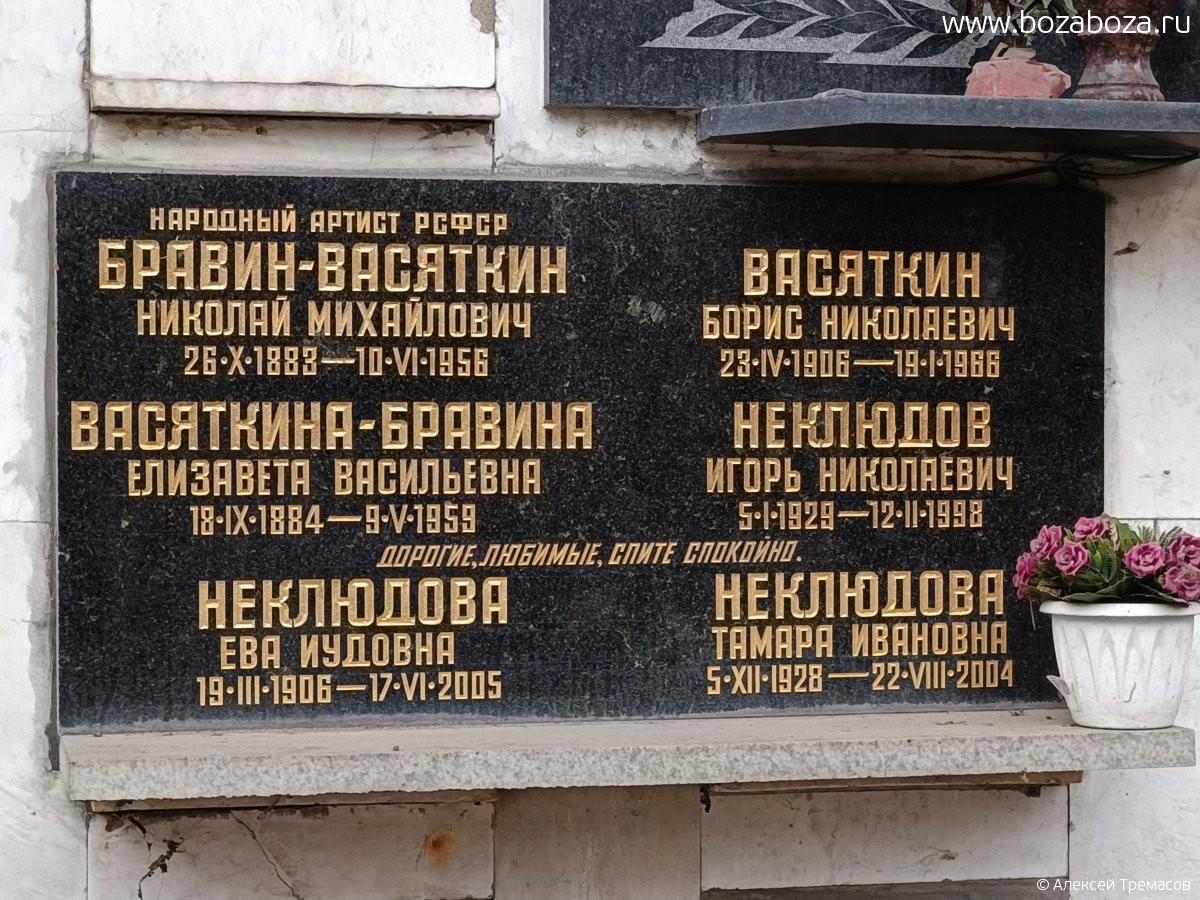 www.bozaboza.ru
НАРОДНЫЙ АРТИСТ РСФСР
БРАВИН-ВАСЯТКИН
НИКОЛАЙ МИХАЙЛОВИЧ
26·X·1883—10·VI·1956
ВАСЯТКИН
БОРИС НИКОЛАЕВИЧ
23·IV·1906—19·I·1966
ВАСЯТКИНА-БРАВИНА
ЕЛИЗАВЕТА ВАСИЛЬЕВНА
18·IX·1884—9·V·1959
НЕКЛЮДОВ
ИГОРЬ НИКОЛАЕВИЧ
5·I·1929—12·II·1998
ДОРОГИЕ, ЛЮБИМЫЕ, СПИТЕ СПОКОЙНО.
НЕКЛЮДОВА
ЕВА ИУДОВНА
19·III·1906—17·VI·2005
НЕКЛЮДОВА
ТАМАРА ИВАНОВНА
5·XII·1928—22·VIII·2004
© Алексей Тремасов